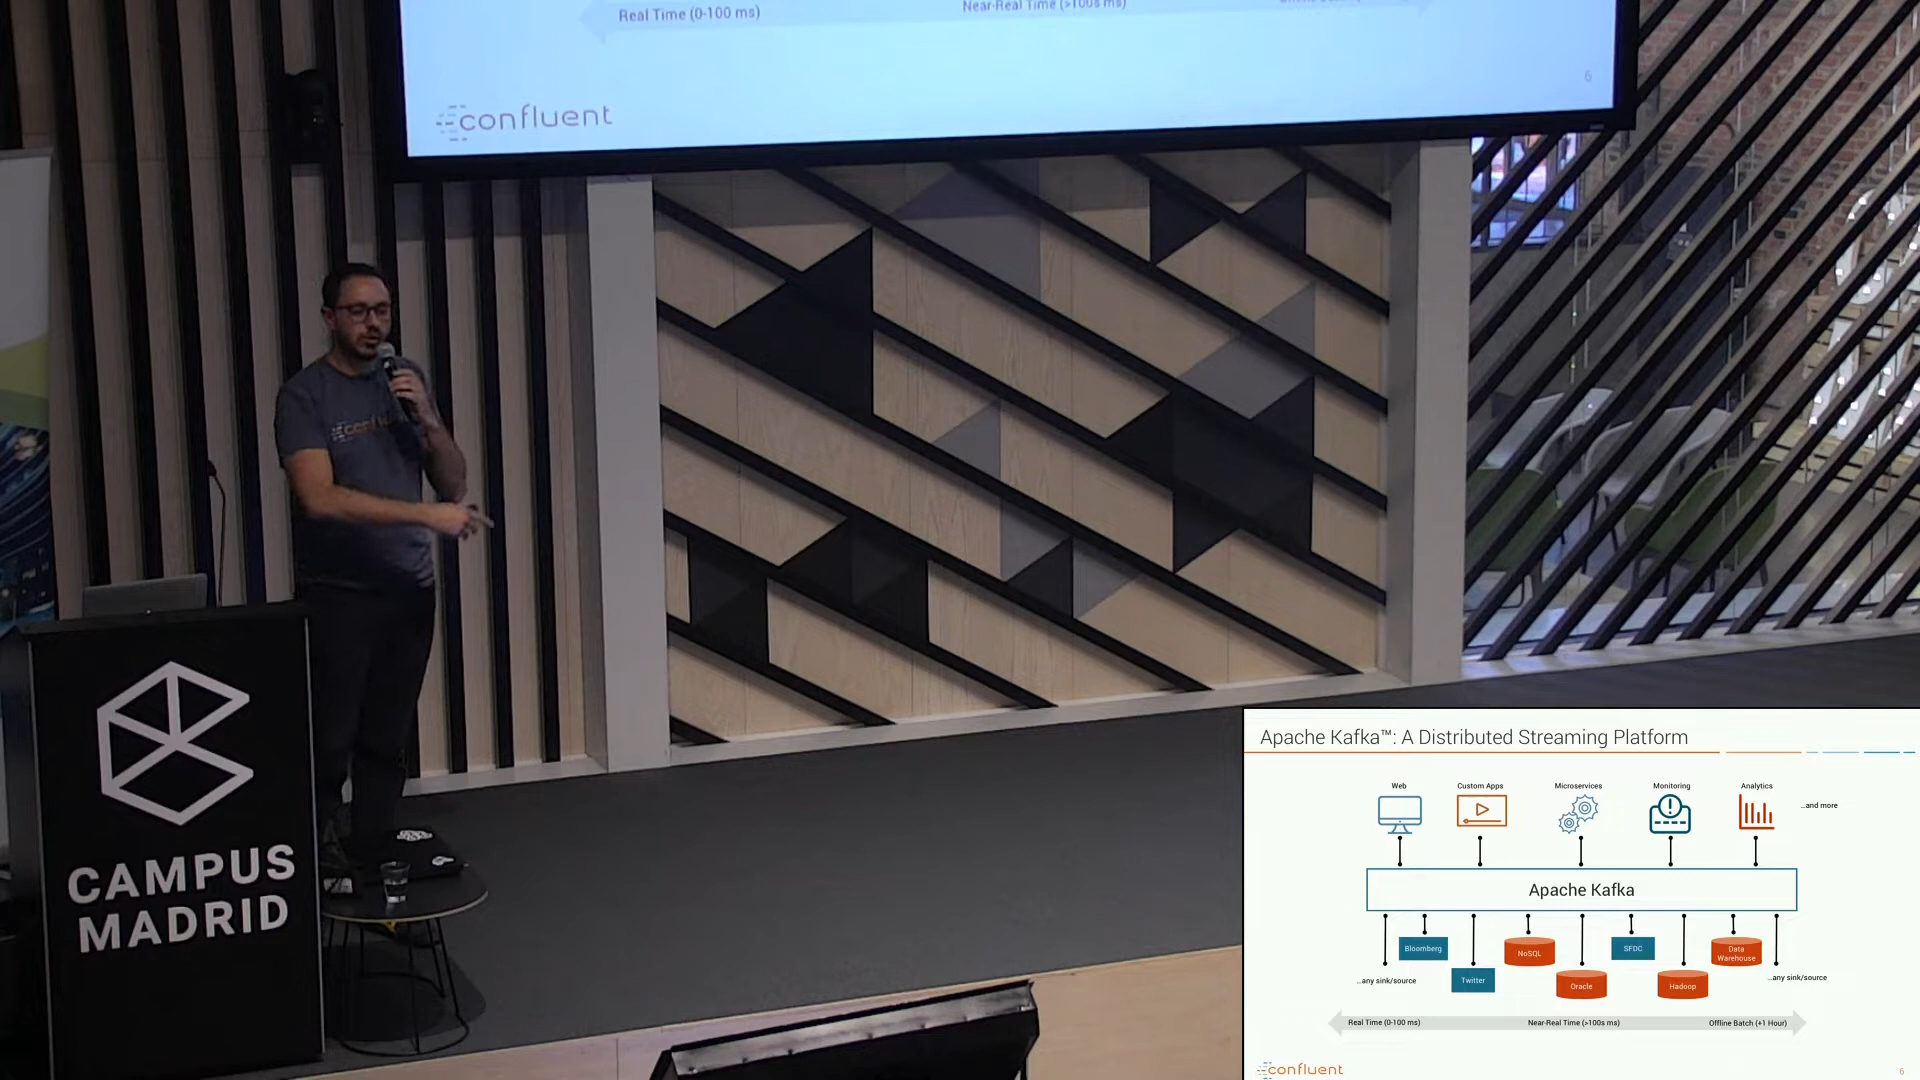 Real Time (0-100 ms)
Near-Real Time (>100s ms)
6
confluent
CAMPUS
MADRID
Apache Kafka™: A Distributed Streaming Platform
Web
Custom Apps
Microservices
Monitoring
Analytics
...and more
Apache Kafka
Bloomberg
NoSQL
SFDC
Data
Warehouse
...any sink/source
Twitter
Oracle
Hadoop
...any sink/source
Real Time (0-100 ms)
Near-Real Time (>100s ms)
Offline Batch (+1 Hour)
confluent
6